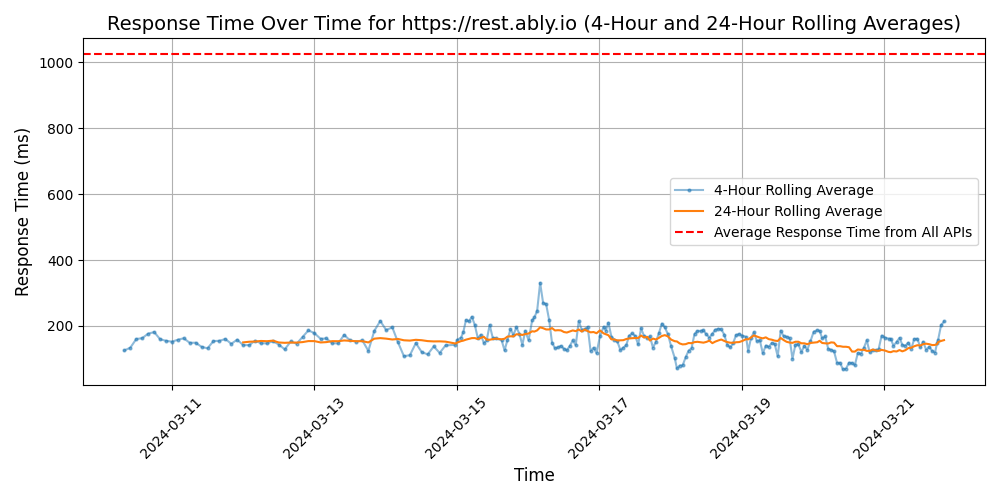 Response Time Over Time for https://rest.ably.io (4-Hour and 24-Hour Rolling Averages)
Response Time (ms)
1000
800
600
400
200
4-Hour Rolling Average
24-Hour Rolling Average
Average Response Time from All APIs
2024-03-11
2024-03-13
2024-03-15
2024-03-17
2024-03-19
2024-03-21
Time